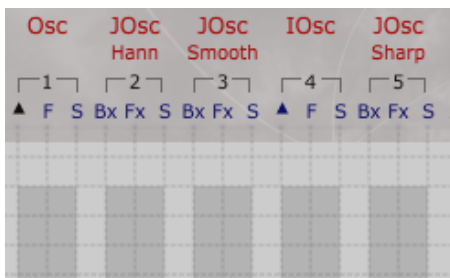 Osc JOsc JOsc IOsc JOsc
Hann Smooth Sharp
1 2 3 4 5
▲ F S Bx Fx S Bx Fx S ▲ F S Bx Fx S